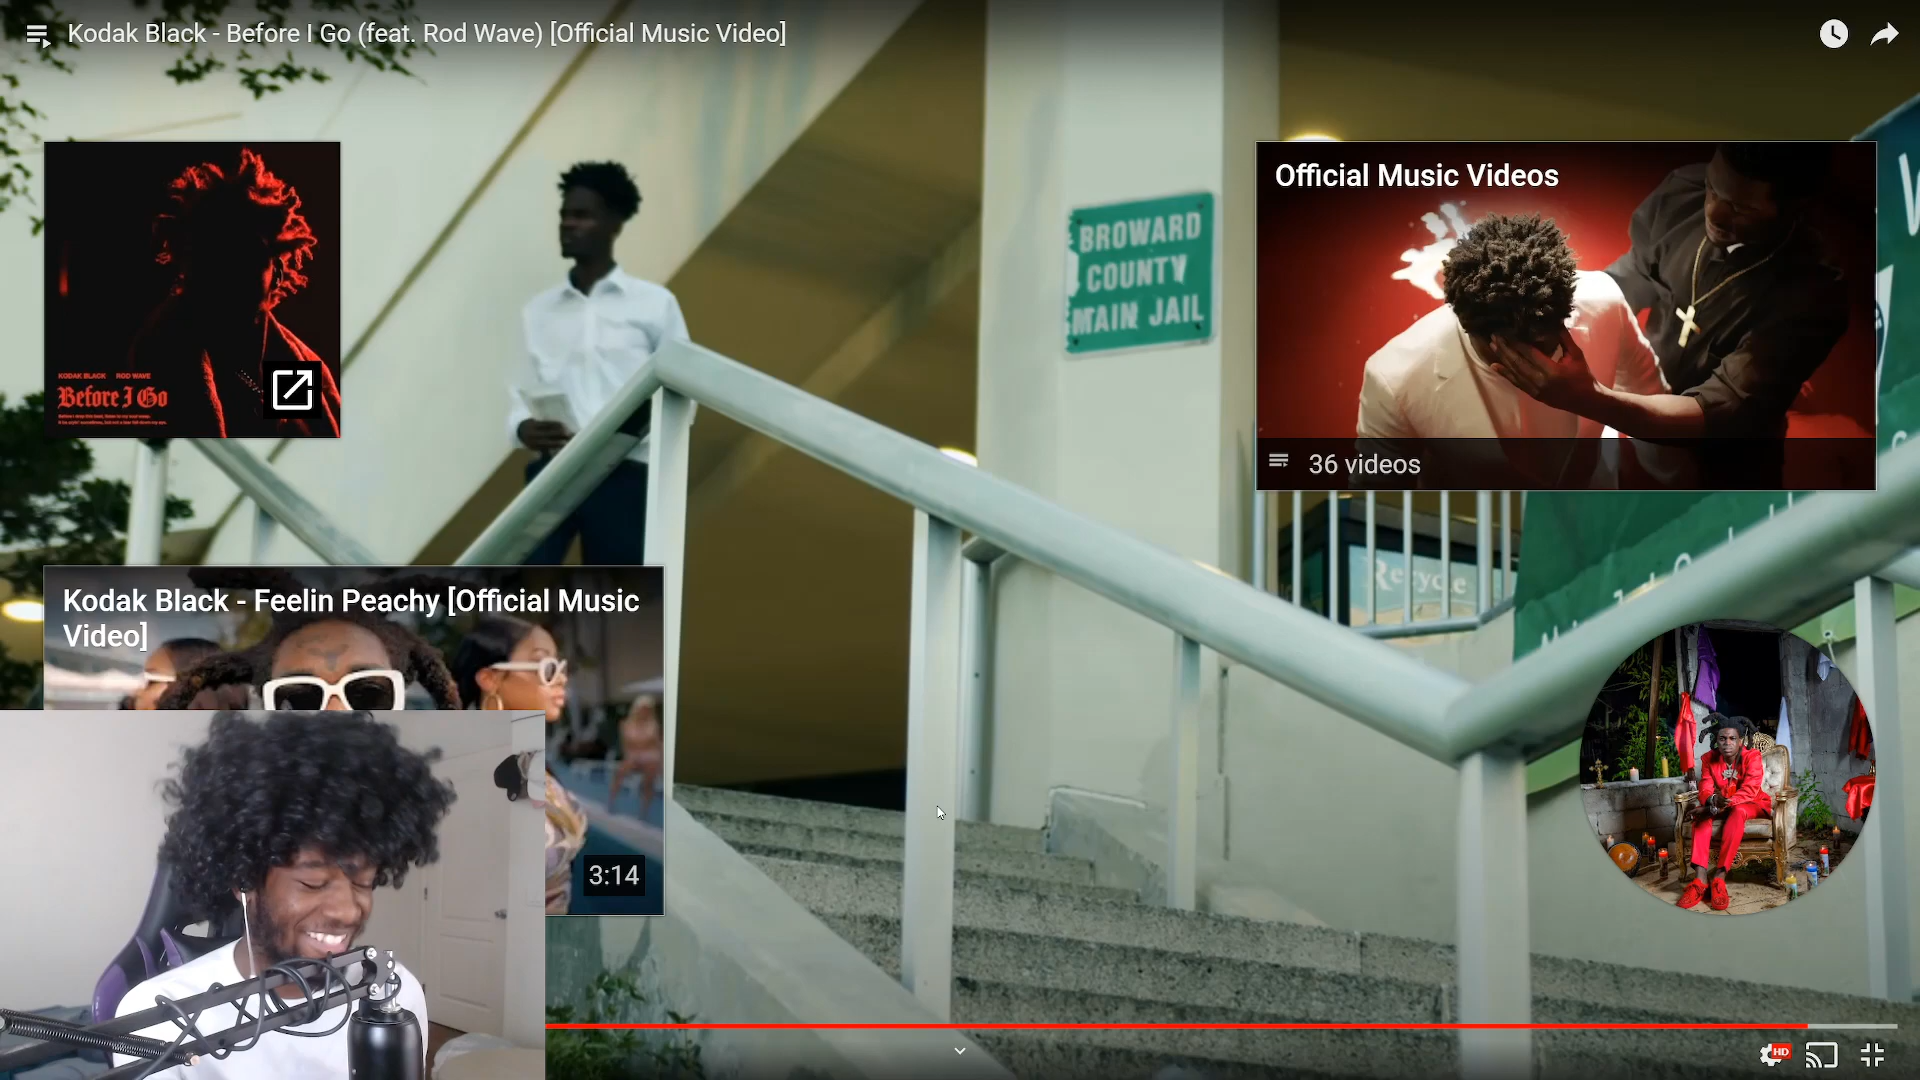 Kodak Black - Before I Go (feat. Rod Wave) [Official Music Video]
KODAK BLACK ROD WAVE
Before I Go
BROWARD
COUNTY
MAIN JAIL
Official Music Videos
36 videos
Recycle
Kodak Black - Feelin Peachy [Official Music
Video]
3:14
HD